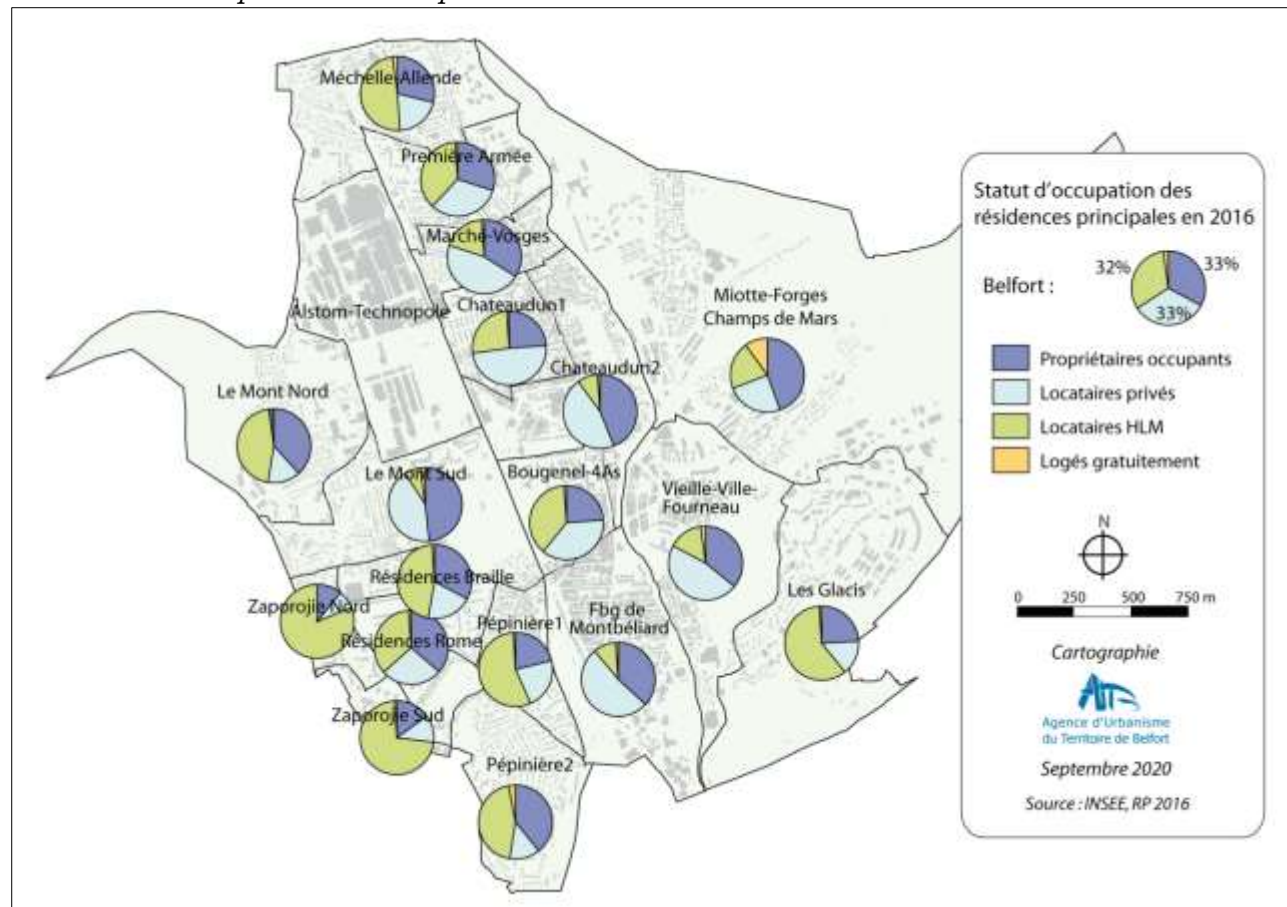 Méchelle-Allende
Première Armée
Marché-Vosges
Alstom-Technopole
Chateaudun1
Miotte-Forges
Champs de Mars
Chateaudun2
Le Mont Nord
Le Mont Sud
Bougenel-4As
Vieille-Ville-
Fourneau
Résidences Braille
Zaporojie Nord
Résidences Rome
Pépinière1
Fbg de
Montbéliard
Les Glacis
Zaporojie Sud
Pépinière2
Statut d'occupation des
résidences principales en 2016
Belfort :
32%
33%
33%
Propriétaires occupants
Locataires privés
Locataires HLM
Logés gratuitement
N
0 250 500 750 m
Cartographie
Agence d'Urbanisme
du Territoire de Belfort
Septembre 2020
Source : INSEE, RP 2016